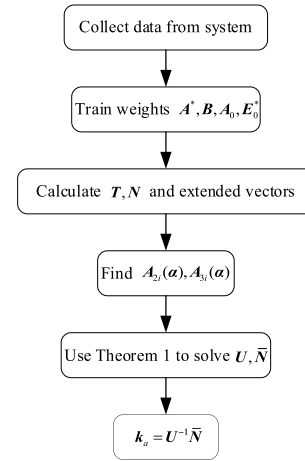 Collect data from system
Train weights A*, B, A₀, E₀*
Calculate T, N and extended vectors
Find A₂ᵢ(α), A₃ᵢ(α)
Use Theorem 1 to solve U, N̄
kₐ = U⁻¹N̄